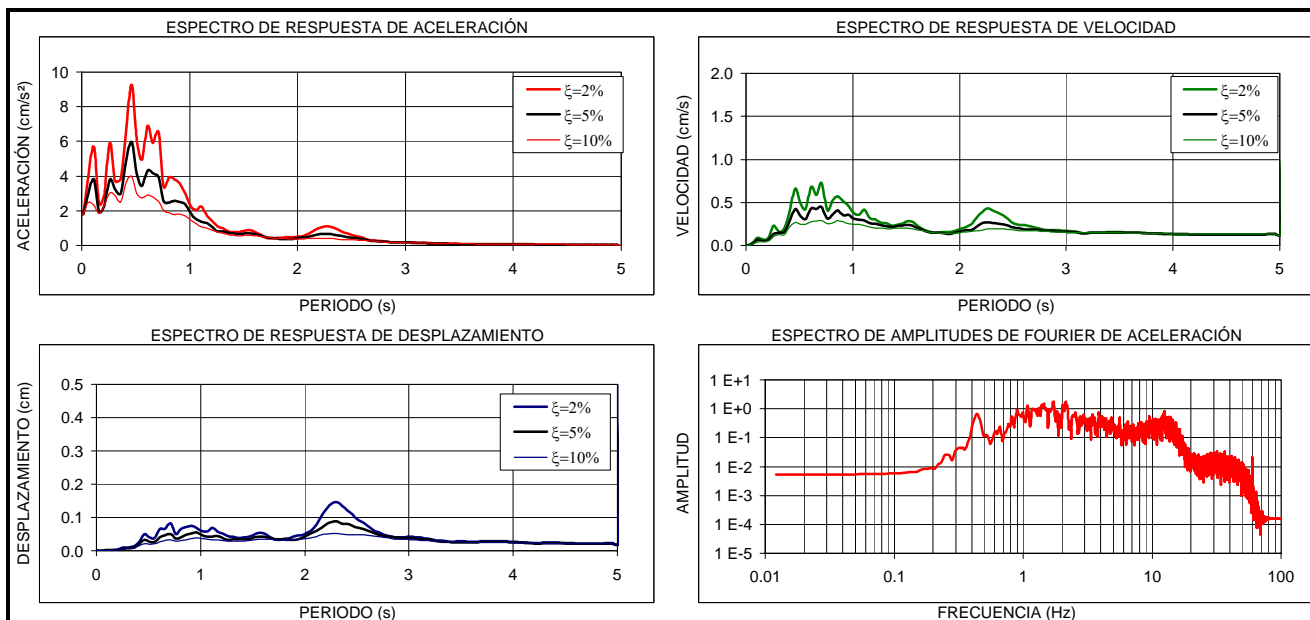 ESPECTRO DE RESPUESTA DE ACELERACIÓN
ACELERACIÓN (cm/s²)
10
8
6
4
2
0
0 1 2 3 4 5
PERIODO (s)
ξ=2%
ξ=5%
ξ=10%
ESPECTRO DE RESPUESTA DE VELOCIDAD
VELOCIDAD (cm/s)
2.0
1.5
1.0
0.5
0.0
0 1 2 3 4 5
PERIODO (s)
ξ=2%
ξ=5%
ξ=10%
ESPECTRO DE RESPUESTA DE DESPLAZAMIENTO
DESPLAZAMIENTO (cm)
0.5
0.4
0.3
0.2
0.1
0.0
0 1 2 3 4 5
PERIODO (s)
ξ=2%
ξ=5%
ξ=10%
ESPECTRO DE AMPLITUDES DE FOURIER DE ACELERACIÓN
AMPLITUD
1 E+1
1 E+0
1 E-1
1 E-2
1 E-3
1 E-4
1 E-5
0.01 0.1 1 10 100
FRECUENCIA (Hz)